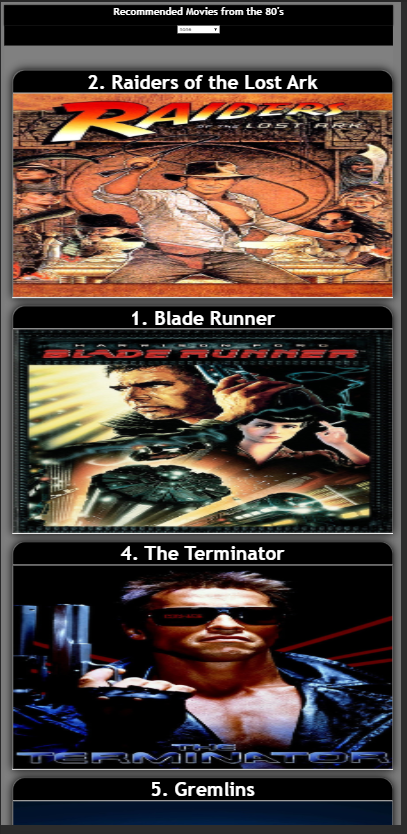 Recommended Movies from the 80's
None
2. Raiders of the Lost Ark
RAIDERS
OF THE LOST ARK
1. Blade Runner
HARRISON FORD
BLADE RUNNER
4. The Terminator
THE
TERMINATOR
5. Gremlins